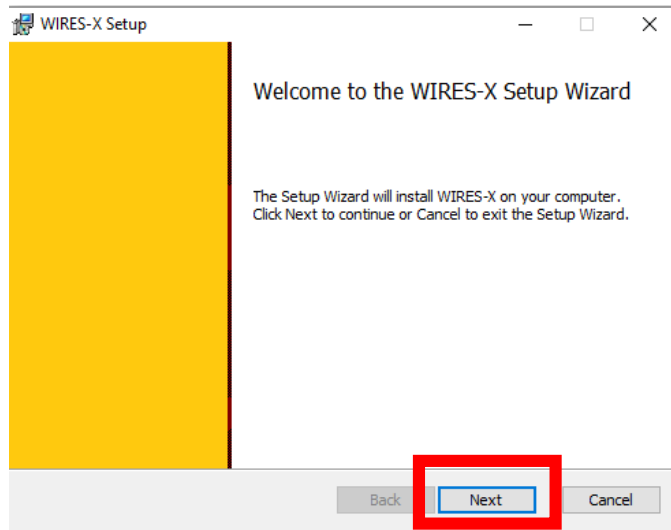 WIRES-X Setup
Welcome to the WIRES-X Setup Wizard
The Setup Wizard will install WIRES-X on your computer.
Click Next to continue or Cancel to exit the Setup Wizard.
Back Next Cancel